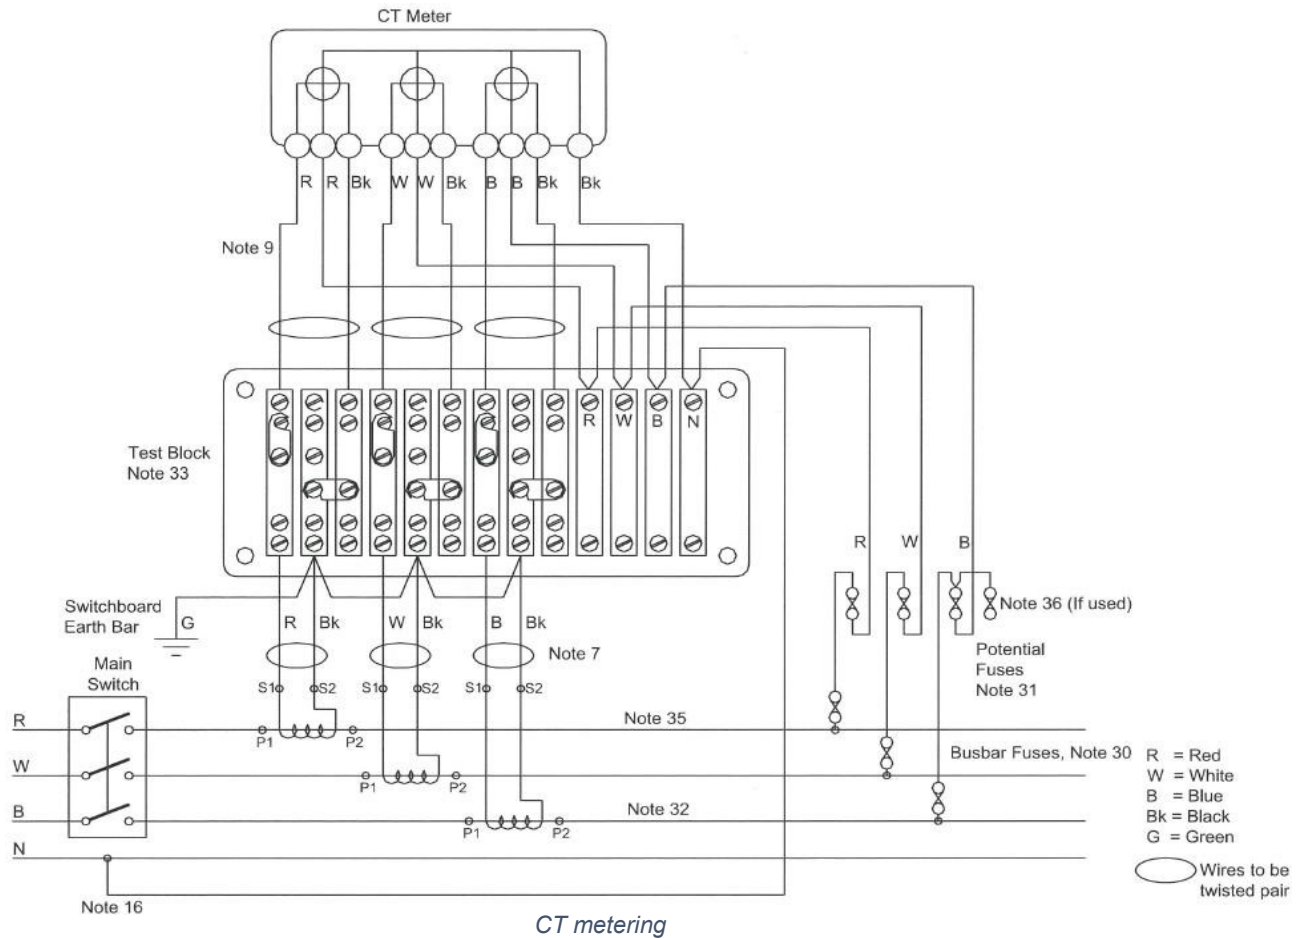 CT Meter
R R Bk W W Bk B B Bk Bk
Note 9
Test Block
Note 33
R W B N
R W B
Switchboard
Earth Bar
G
R Bk W Bk B Bk
Note 7
Note 36 (If used)
Potential
Fuses
Note 31
Main
Switch
S1 S2 S1 S2 S1 S2
R
P1 P2
Note 35
W
P1 P2
Busbar Fuses, Note 30
B
P1 P2
Note 32
N
Note 16
R = Red
W = White
B = Blue
Bk = Black
G = Green
Wires to be
twisted pair
CT metering